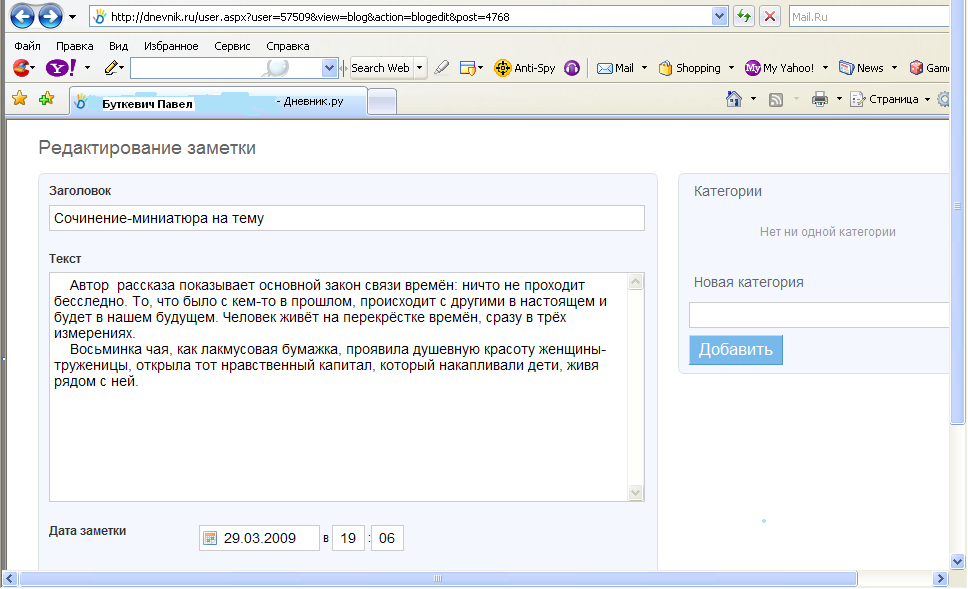 http://dnevnik.ru/user.aspx?user=57509&view=blog&action=blogedit&post=4768
Mail.Ru
Файл Правка Вид Избранное Сервис Справка
Y! Search Web Anti-Spy Mail Shopping My Yahoo! News Gam
Буткевич Павел - Дневник.ру
Страница
Редактирование заметки
Заголовок
Сочинение-миниатюра на тему
Текст
Автор рассказа показывает основной закон связи времён: ничто не проходит
бесследно. То, что было с кем-то в прошлом, происходит с другими в настоящем и
будет в нашем будущем. Человек живёт на перекрёстке времён, сразу в трёх
измерениях.
Восьминка чая, как лакмусовая бумажка, проявила душевную красоту женщины-
труженицы, открыла тот нравственный капитал, который накапливали дети, живя
рядом с ней.
Дата заметки 29.03.2009 в 19 : 06
Категории
Нет ни одной категории
Новая категория
Добавить